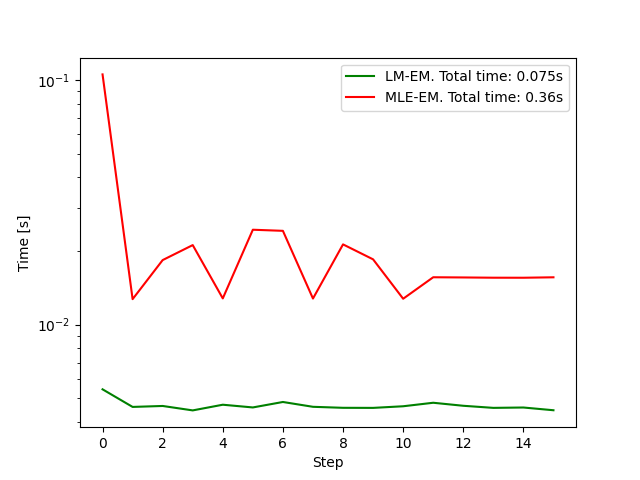 LM-EM. Total time: 0.075s
MLE-EM. Total time: 0.36s
Time [s]
10⁻¹
10⁻²
0 2 4 6 8 10 12 14
Step